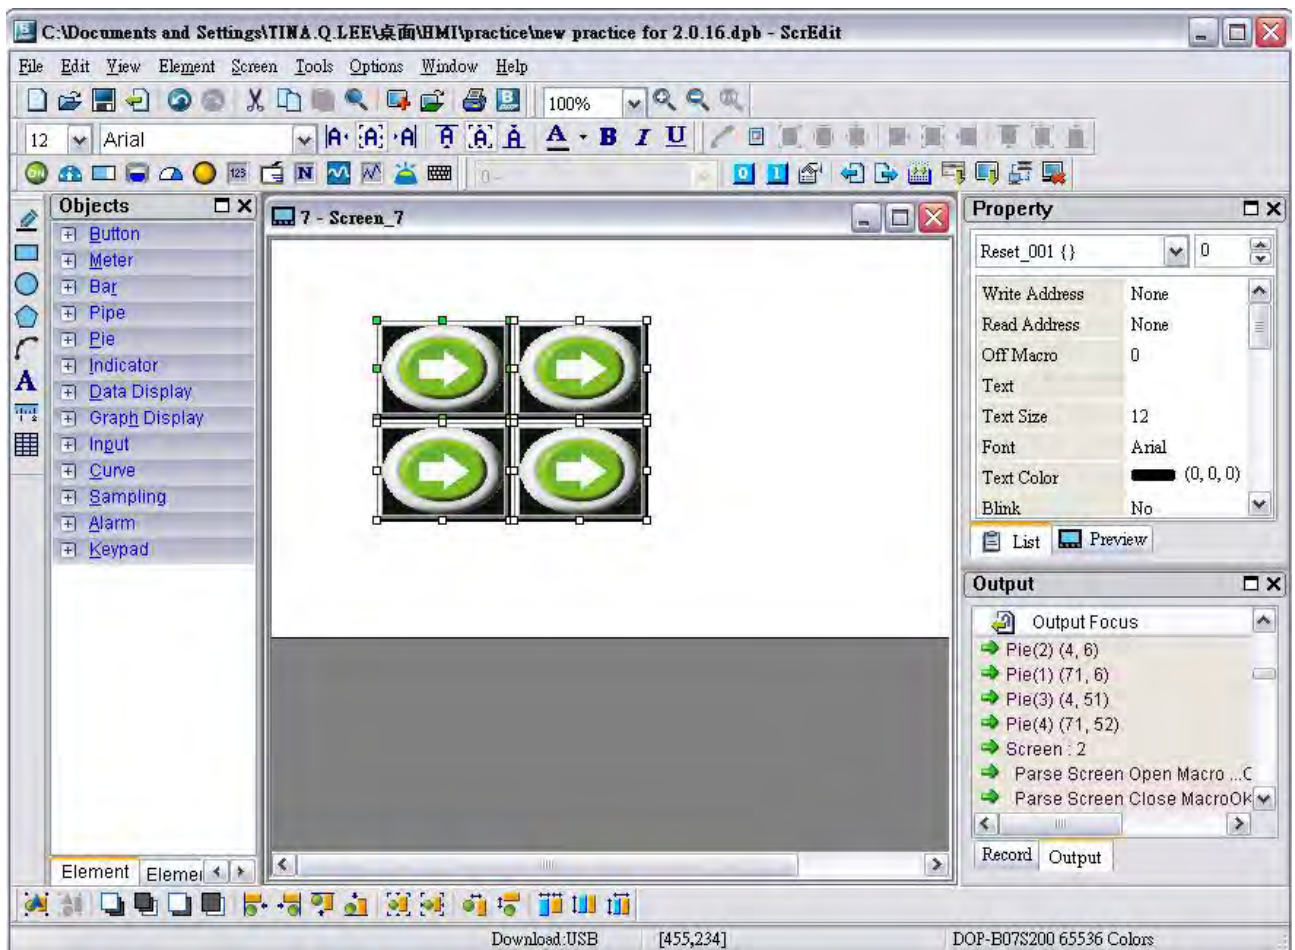 C:\Documents and Settings\TINA.Q.LEE\桌面\HMI\practice\new practice for 2.0.16.dpb - ScrEdit
File Edit View Element Screen Tools Options Window Help
100%
12 Arial
0 -
Objects
Button
Meter
Bar
Pipe
Pie
Indicator
Data Display
Graph Display
Input
Curve
Sampling
Alarm
Keypad
Element Elemei
7 - Screen_7
Property
Reset_001 {} 0
Write Address None
Read Address None
Off Macro 0
Text
Text Size 12
Font Arial
Text Color (0, 0, 0)
Blink No
List Preview
Output
Output Focus
Pie(2) (4, 6)
Pie(1) (71, 6)
Pie(3) (4, 51)
Pie(4) (71, 52)
Screen : 2
Parse Screen Open Macro ...C
Parse Screen Close MacroOk
Record Output
Download:USB [455,234] DOP-B07S200 65536 Colors